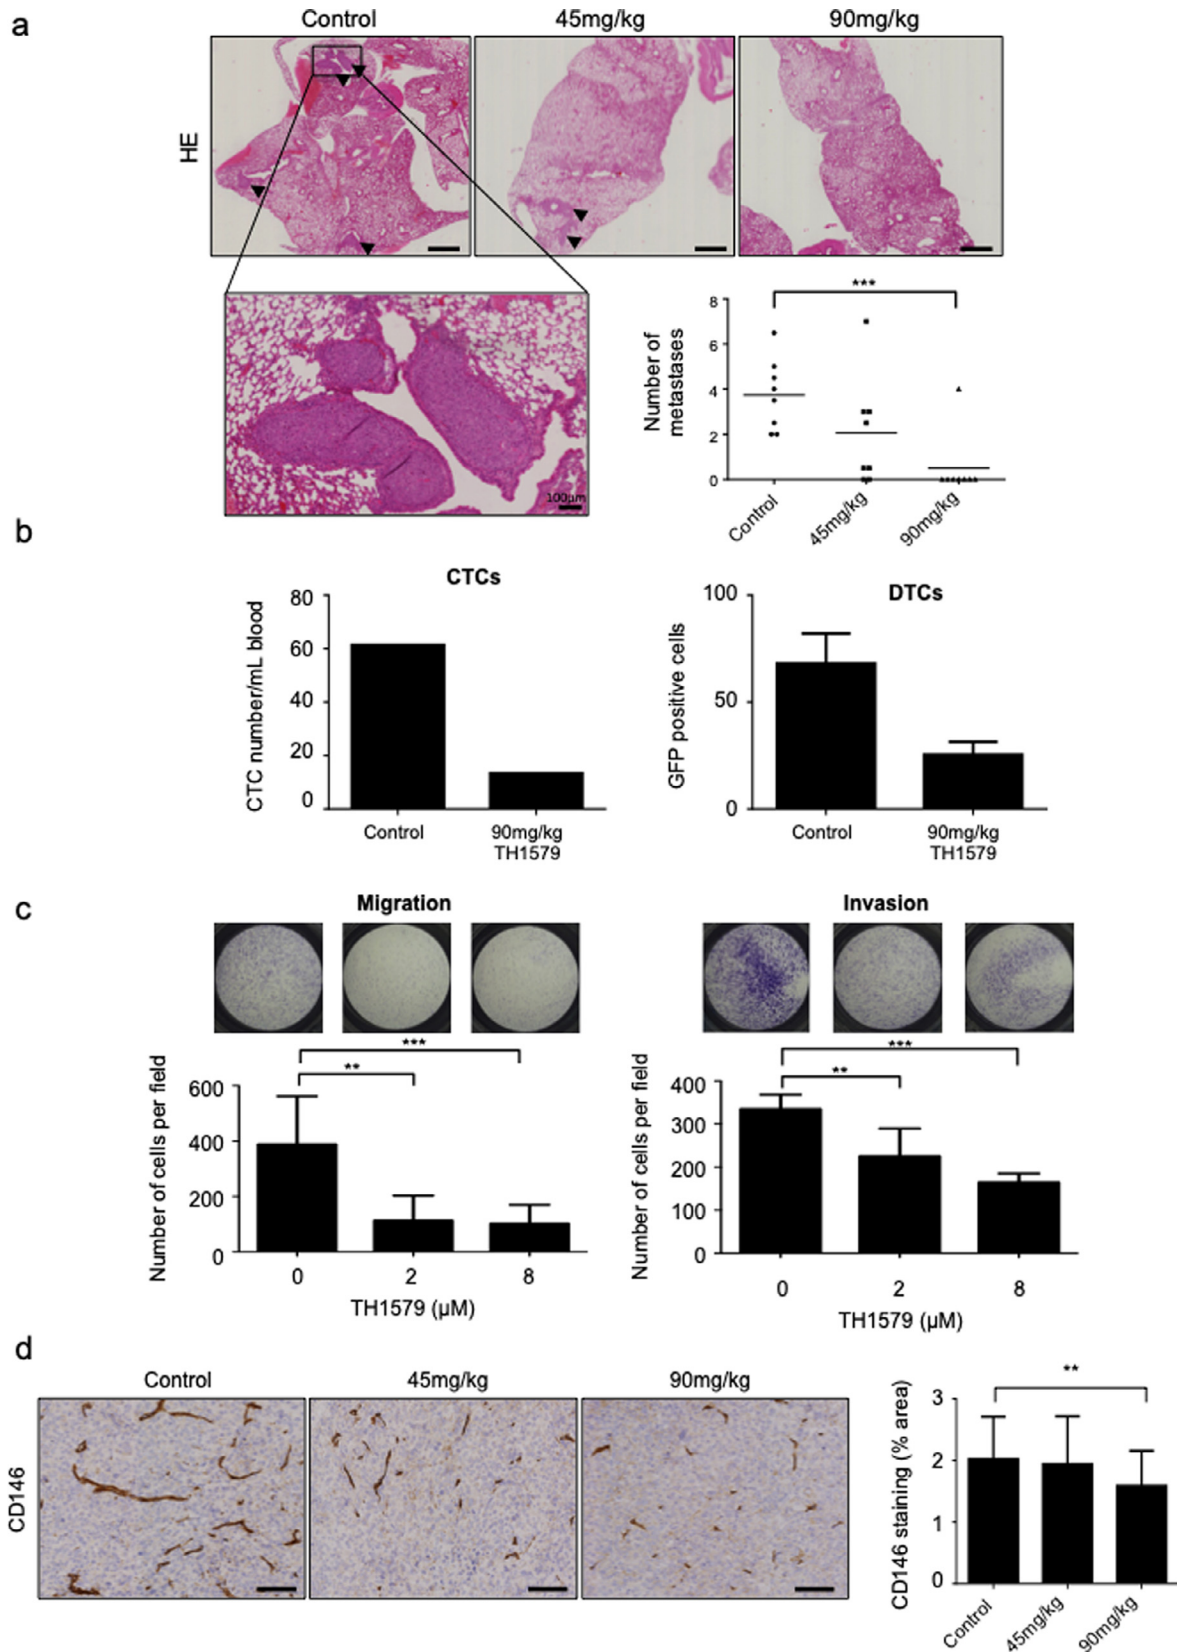 a
Control
45mg/kg
90mg/kg
HE
100µm
Number of
metastases
***
8
6
4
2
0
Control
45mg/kg
90mg/kg
b
CTCs
CTC number/mL blood
80
60
40
20
0
Control
90mg/kg
TH1579
DTCs
GFP positive cells
100
50
0
Control
90mg/kg
TH1579
c
Migration
***
**
Number of cells per field
600
400
200
0
0
2
8
TH1579 (µM)
Invasion
***
**
Number of cells per field
400
300
200
100
0
0
2
8
TH1579 (µM)
d
Control
45mg/kg
90mg/kg
CD146
**
CD146 staining (% area)
3
2
1
0
Control
45mg/kg
90mg/kg